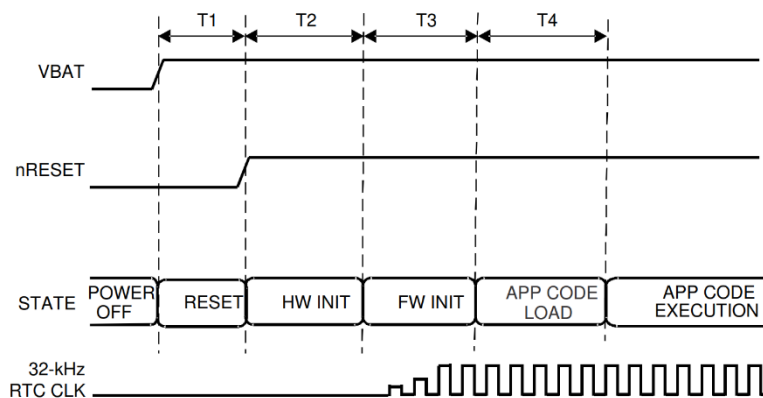 T1
T2
T3
T4
VBAT
nRESET
STATE
POWER
OFF
RESET
HW INIT
FW INIT
APP CODE
LOAD
APP CODE
EXECUTION
32-kHz
RTC CLK